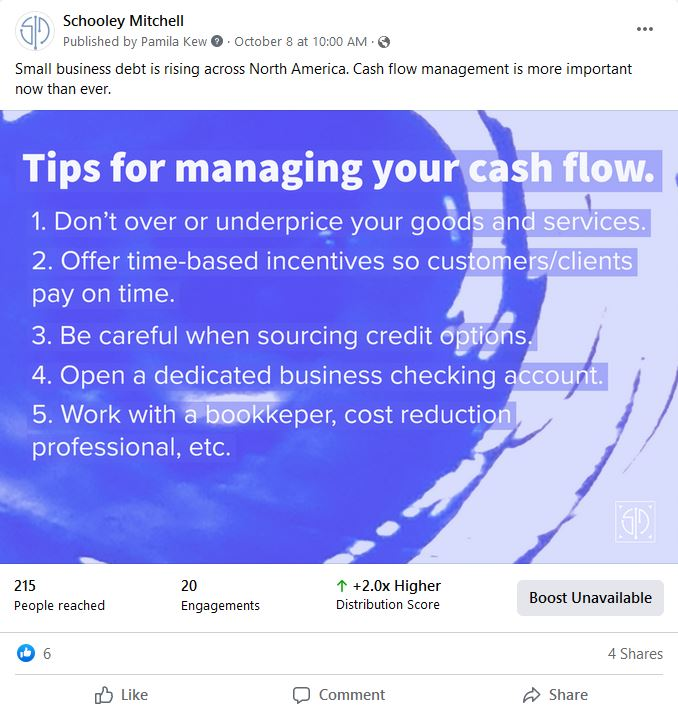 Schooley Mitchell
Published by Pamila Kew · October 8 at 10:00 AM ·
Small business debt is rising across North America. Cash flow management is more important
now than ever.
Tips for managing your cash flow.
1. Don't over or underprice your goods and services.
2. Offer time-based incentives so customers/clients
pay on time.
3. Be careful when sourcing credit options.
4. Open a dedicated business checking account.
5. Work with a bookkeper, cost reduction
professional, etc.
215
People reached
20
Engagements
+2.0x Higher
Distribution Score
Boost Unavailable
6
4 Shares
Like
Comment
Share